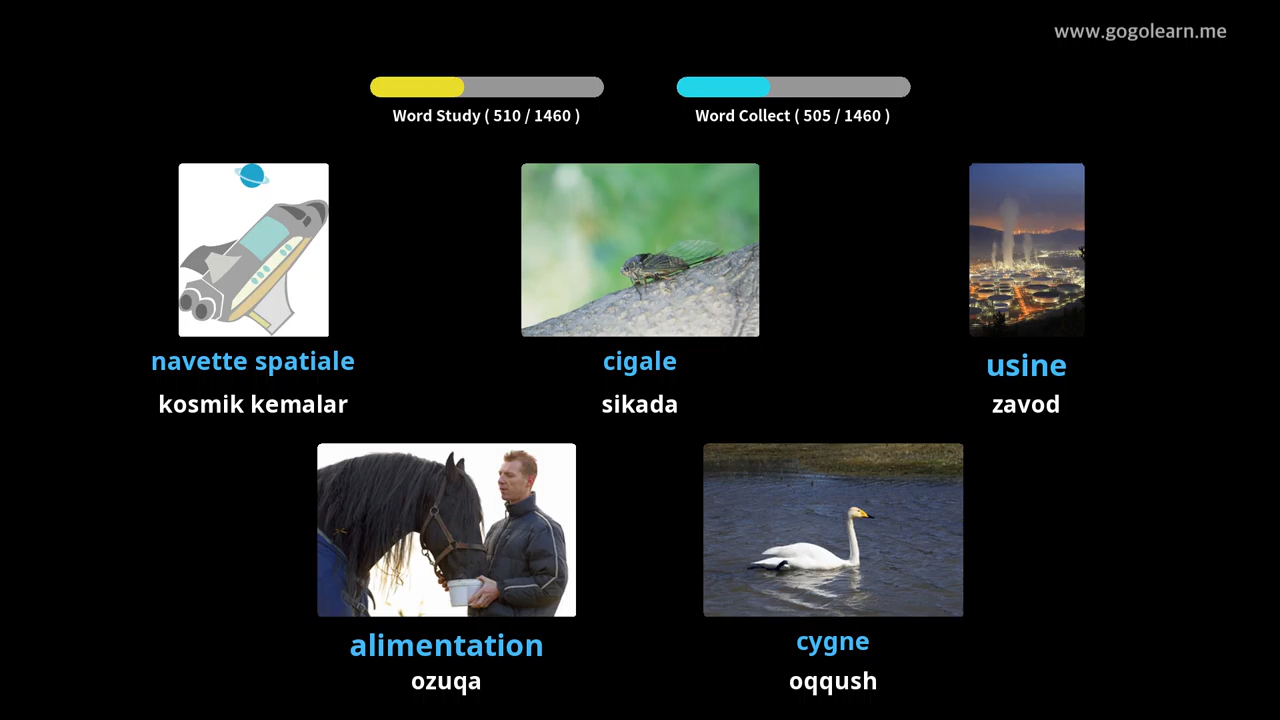 www.gogolearn.me
Word Study ( 510 / 1460 )
Word Collect ( 505 / 1460 )
navette spatiale
kosmik kemalar
cigale
sikada
usine
zavod
alimentation
ozuqa
cygne
oqqush